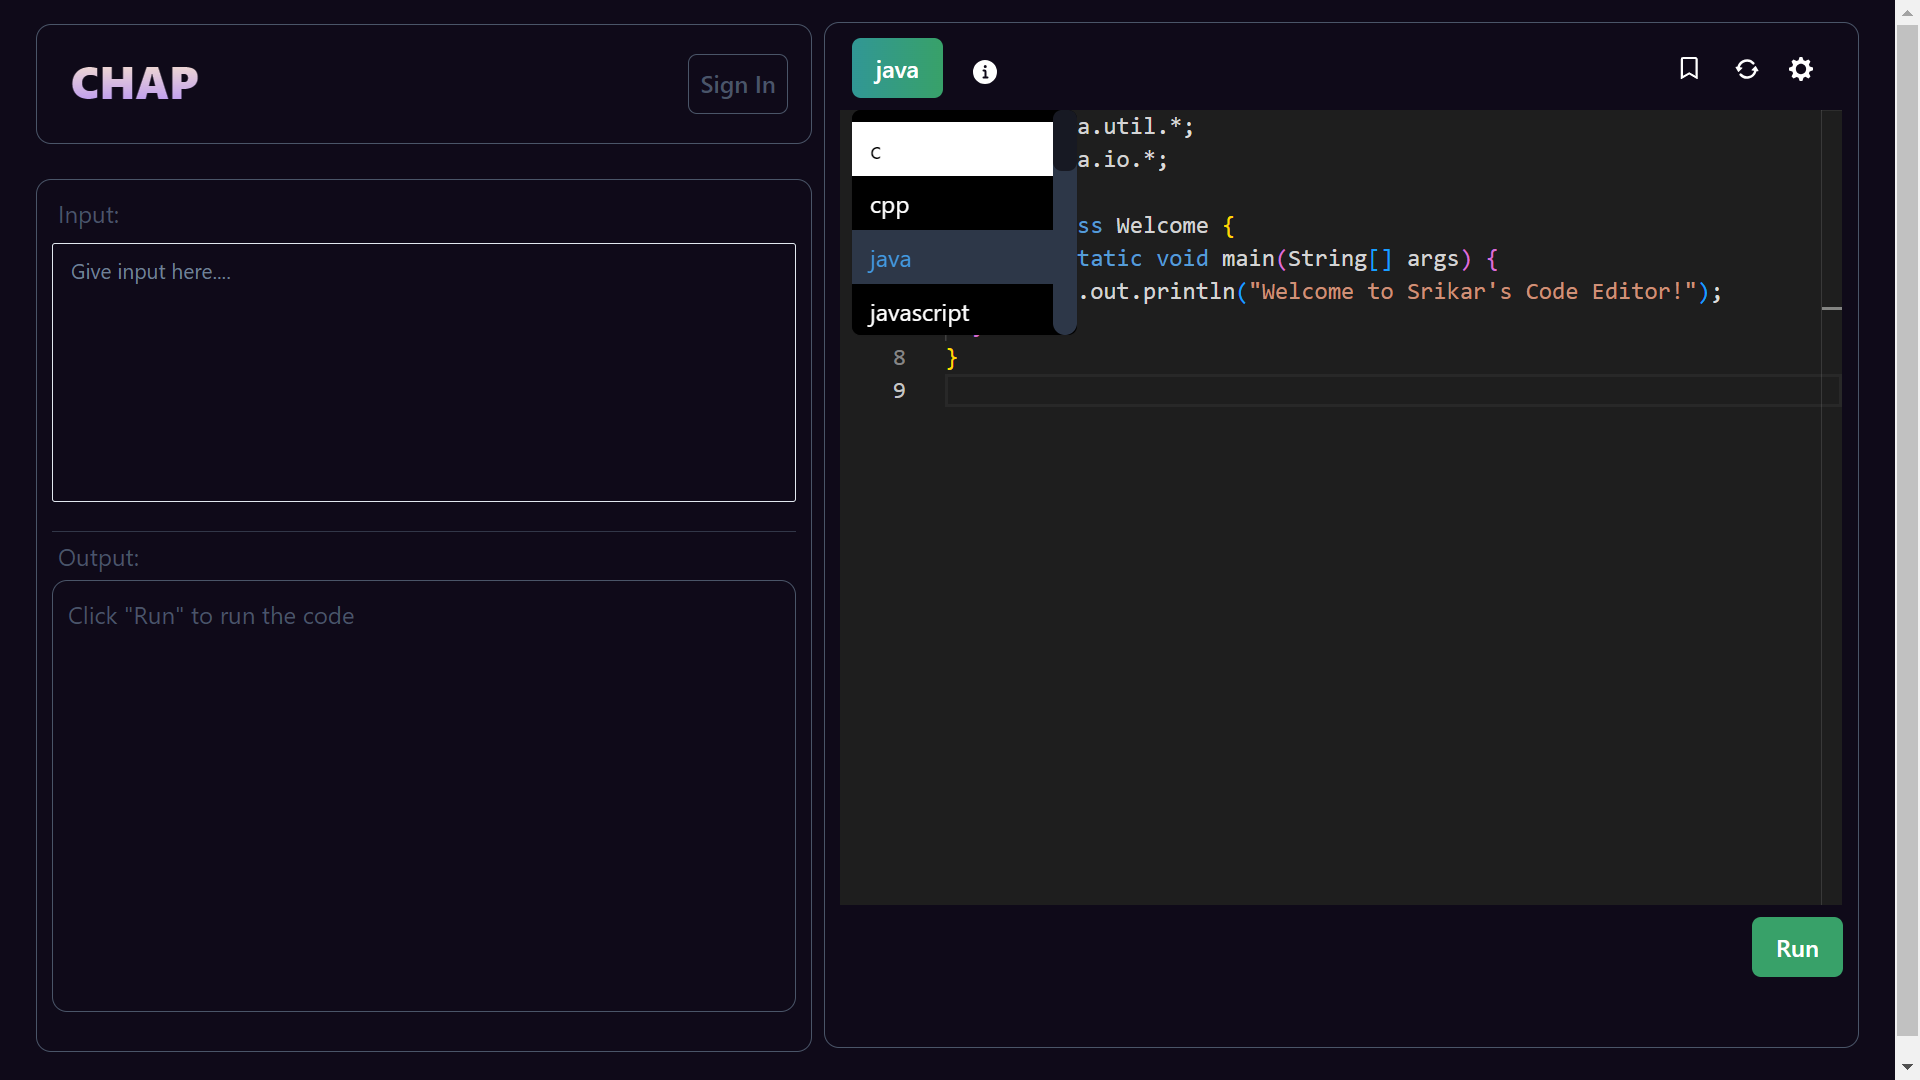 CHAP
Sign In
Input:
Give input here....
Output:
Click "Run" to run the code
java
c
cpp
java
javascript
a.util.*;
a.io.*;
ss Welcome {
tatic void main(String[] args) {
.out.println("Welcome to Srikar's Code Editor!");
8 }
9
Run